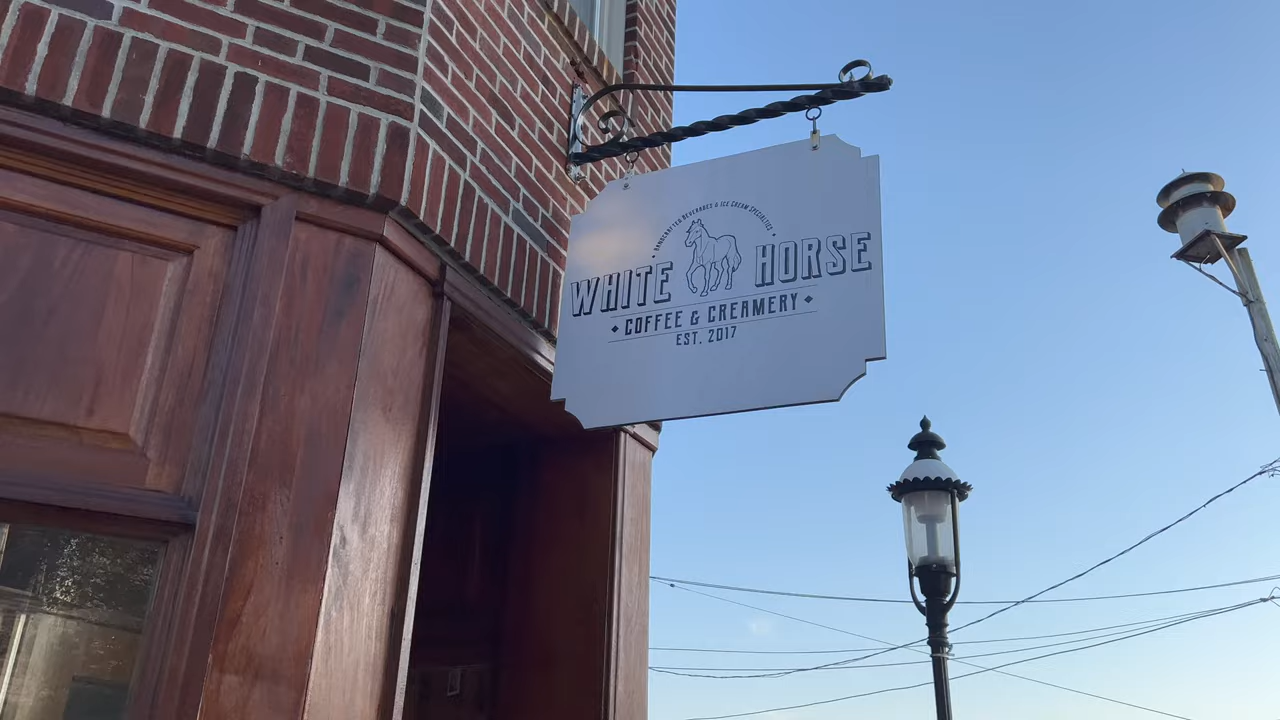 Handcrafted Beverages & Ice Cream Specialties
WHITE HORSE
COFFEE & CREAMERY
EST. 2017